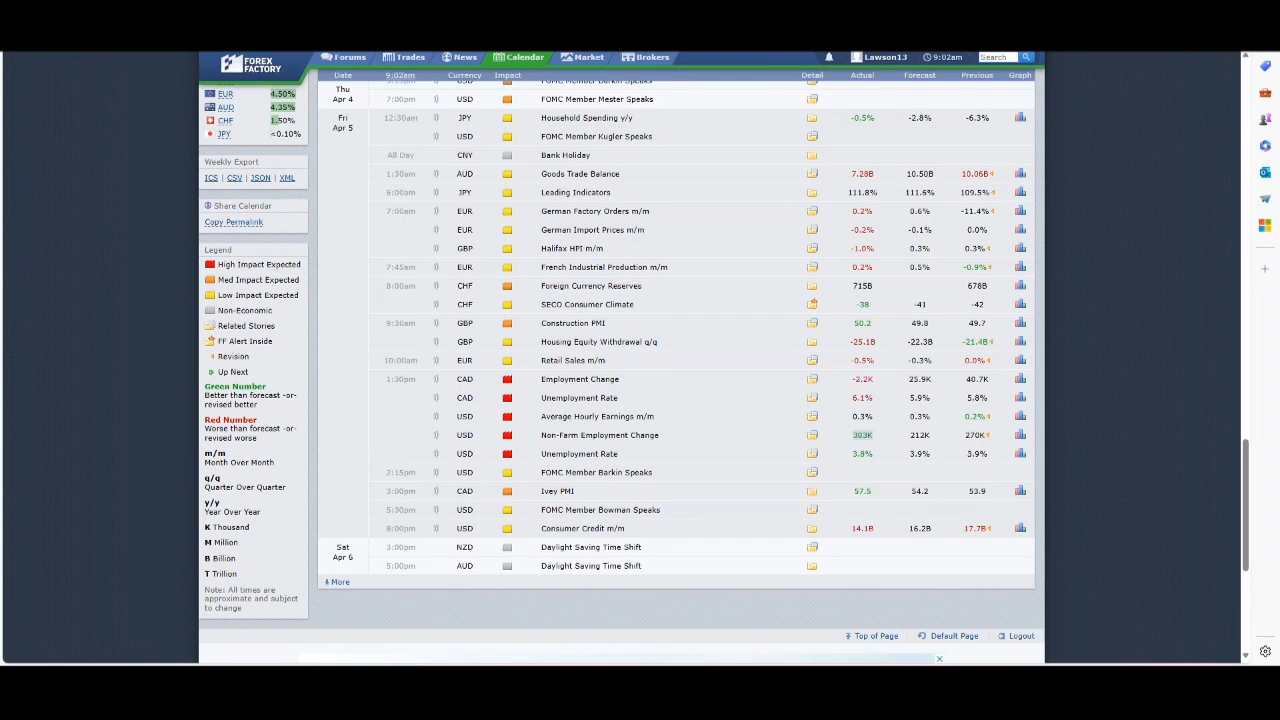 FOREX FACTORY
Forums Trades News Calendar Market Brokers Lawson13 9:02am Search
EUR 4.50%
AUD 4.35%
CHF 1.50%
JPY <0.10%
Weekly Export
ICS | CSV | JSON | XML
Share Calendar
Copy Permalink
Legend
High Impact Expected
Med Impact Expected
Low Impact Expected
Non-Economic
Related Stories
FF Alert Inside
Revision
Up Next
Green Number
Better than forecast -or-
revised better
Red Number
Worse than forecast -or-
revised worse
m/m
Month Over Month
q/q
Quarter Over Quarter
y/y
Year Over Year
K Thousand
M Million
B Billion
T Trillion
Note: All times are
approximate and subject
to change
Date 9:02am Currency Impact Detail Actual Forecast Previous Graph
USD FOMC Member Barkin Speaks
Thu Apr 4 7:00pm USD FOMC Member Mester Speaks
Fri Apr 5 12:30am JPY Household Spending y/y -0.5% -2.8% -6.3%
USD FOMC Member Kugler Speaks
All Day CNY Bank Holiday
1:30am AUD Goods Trade Balance 7.28B 10.50B 10.06B
6:00am JPY Leading Indicators 111.8% 111.6% 109.5%
7:00am EUR German Factory Orders m/m 0.2% 0.6% -11.4%
EUR German Import Prices m/m -0.2% -0.1% 0.0%
GBP Halifax HPI m/m -1.0% 0.3% 0.3%
7:45am EUR French Industrial Production m/m 0.2% 0.5% -0.9%
8:00am CHF Foreign Currency Reserves 715B 678B
CHF SECO Consumer Climate -38 -41 -42
9:30am GBP Construction PMI 50.2 49.8 49.7
GBP Housing Equity Withdrawal q/q -25.1B -22.3B -21.4B
10:00am EUR Retail Sales m/m -0.5% -0.3% 0.0%
1:30pm CAD Employment Change -2.2K 25.9K 40.7K
CAD Unemployment Rate 6.1% 5.9% 5.8%
USD Average Hourly Earnings m/m 0.3% 0.3% 0.2%
USD Non-Farm Employment Change 303K 212K 270K
USD Unemployment Rate 3.8% 3.9% 3.9%
2:15pm USD FOMC Member Barkin Speaks
3:00pm CAD Ivey PMI 57.5 54.2 53.9
5:30pm USD FOMC Member Bowman Speaks
8:00pm USD Consumer Credit m/m 14.1B 16.2B 17.7B
Sat Apr 6 3:00pm NZD Daylight Saving Time Shift
5:00pm AUD Daylight Saving Time Shift
More
Top of Page Default Page Logout